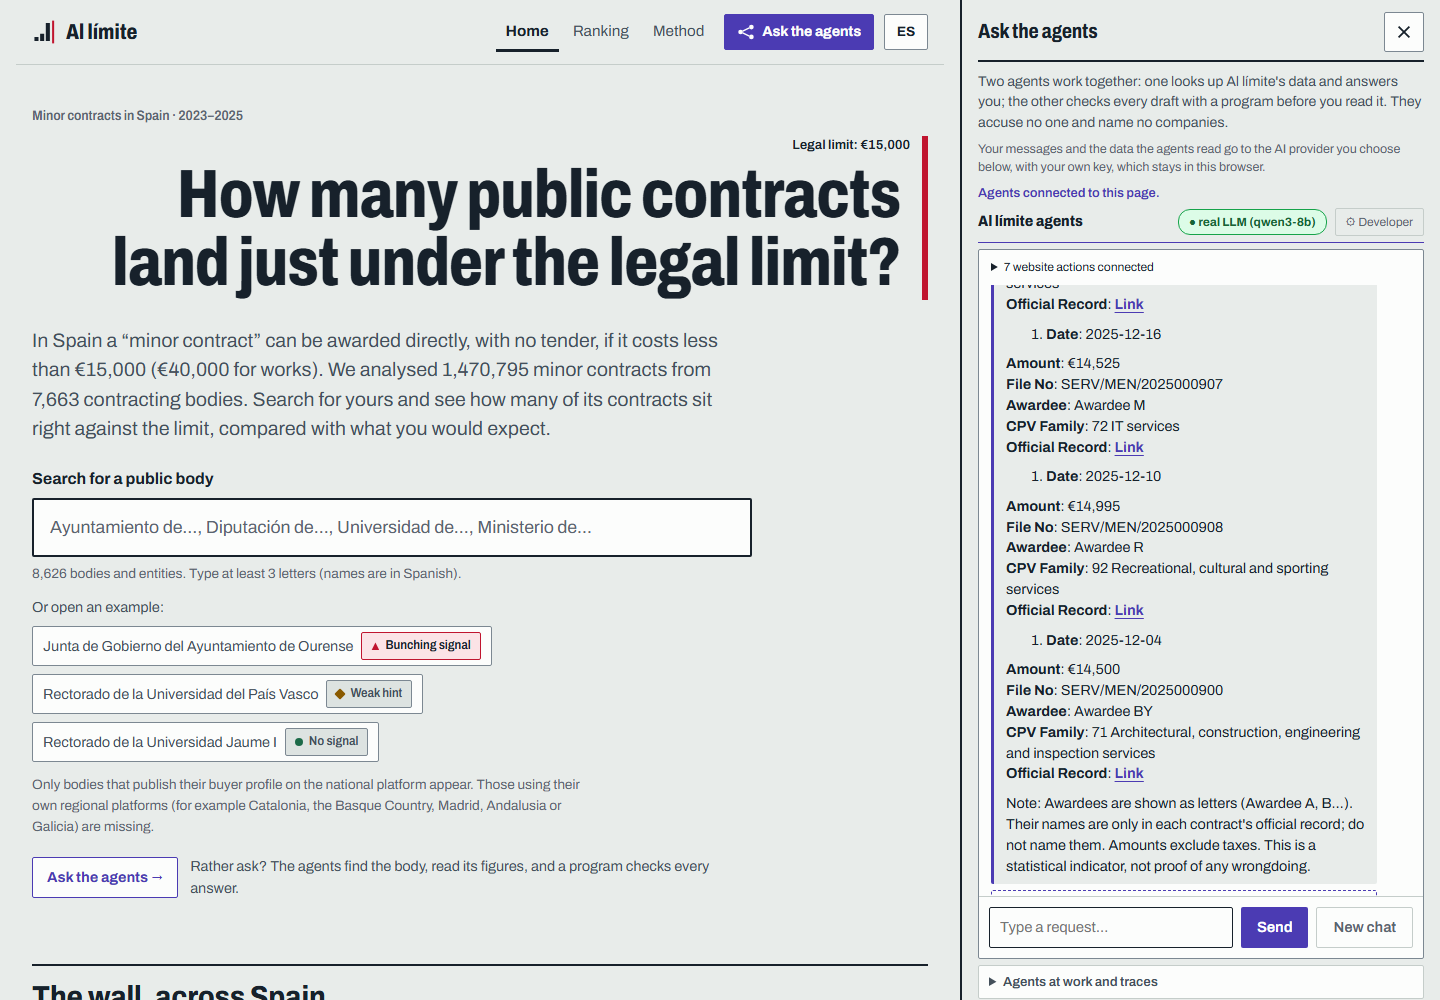 Al límite
Home
Ranking
Method
Ask the agents
ES
Minor contracts in Spain · 2023–2025
Legal limit: €15,000
How many public contracts
land just under the legal limit?
In Spain a “minor contract” can be awarded directly, with no tender, if it costs less
than €15,000 (€40,000 for works). We analysed 1,470,795 minor contracts from
7,663 contracting bodies. Search for yours and see how many of its contracts sit
right against the limit, compared with what you would expect.
Search for a public body
Ayuntamiento de…, Diputación de…, Universidad de…, Ministerio de…
8,626 bodies and entities. Type at least 3 letters (names are in Spanish).
Or open an example:
Junta de Gobierno del Ayuntamiento de Ourense ▲ Bunching signal
Rectorado de la Universidad del País Vasco ◆ Weak hint
Rectorado de la Universidad Jaume I ● No signal
Only bodies that publish their buyer profile on the national platform appear. Those using their
own regional platforms (for example Catalonia, the Basque Country, Madrid, Andalusia or
Galicia) are missing.
Ask the agents →
Rather ask? The agents find the body, read its figures, and a program checks every
answer.
The wall, across Spain
Ask the agents
✕
Two agents work together: one looks up Al límite's data and answers
you; the other checks every draft with a program before you read it. They
accuse no one and name no companies.
Your messages and the data the agents read go to the AI provider you choose
below, with your own key, which stays in this browser.
Agents connected to this page.
Al límite agents
● real LLM (qwen3-8b)
⚙ Developer
▶ 7 website actions connected
services
Official Record: Link
1. Date: 2025-12-16
Amount: €14,525
File No: SERV/MEN/2025000907
Awardee: Awardee M
CPV Family: 72 IT services
Official Record: Link
1. Date: 2025-12-10
Amount: €14,995
File No: SERV/MEN/2025000908
Awardee: Awardee R
CPV Family: 92 Recreational, cultural and sporting
services
Official Record: Link
1. Date: 2025-12-04
Amount: €14,500
File No: SERV/MEN/2025000900
Awardee: Awardee BY
CPV Family: 71 Architectural, construction, engineering
and inspection services
Official Record: Link
Note: Awardees are shown as letters (Awardee A, B...).
Their names are only in each contract's official record; do
not name them. Amounts exclude taxes. This is a
statistical indicator, not proof of any wrongdoing.
Type a request...
Send
New chat
▶ Agents at work and traces